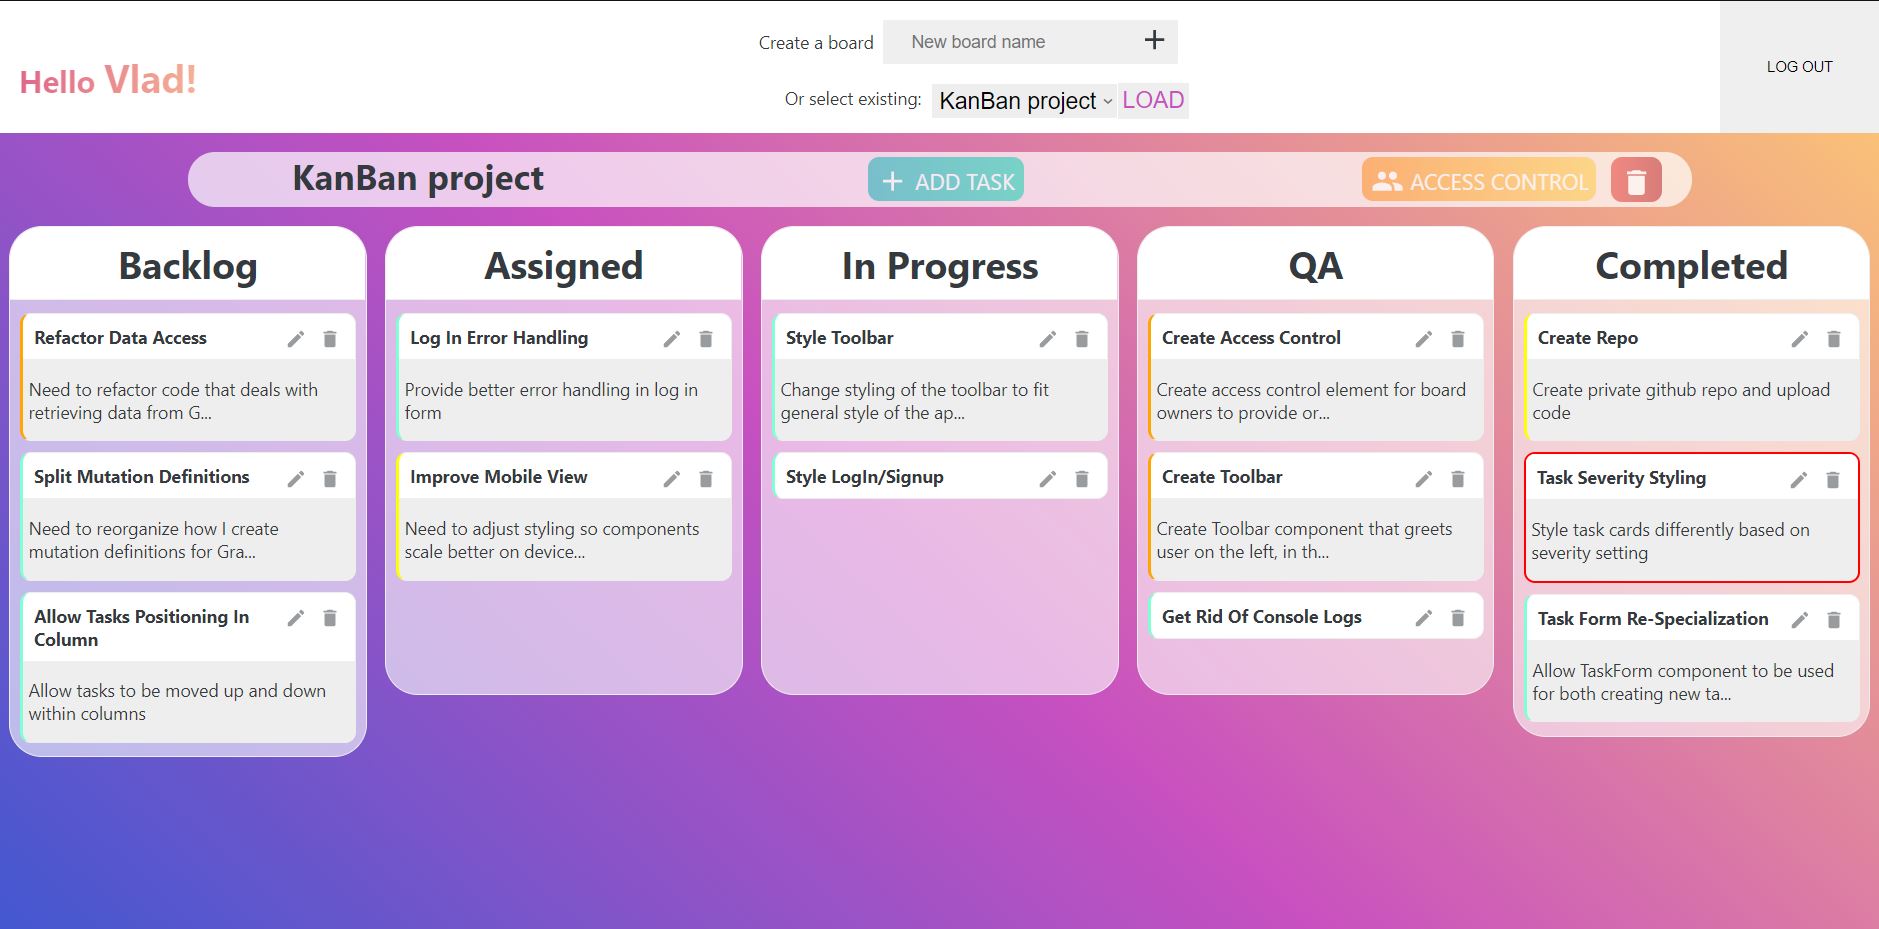 Create a board New board name +
Hello Vlad!
LOG OUT
Or select existing: KanBan project LOAD
KanBan project + ADD TASK ACCESS CONTROL
Backlog
Refactor Data Access
Need to refactor code that deals with
retrieving data from G...
Split Mutation Definitions
Need to reorganize how I create
mutation definitions for Gra...
Allow Tasks Positioning In
Column
Allow tasks to be moved up and down
within columns
Assigned
Log In Error Handling
Provide better error handling in log in
form
Improve Mobile View
Need to adjust styling so components
scale better on device...
In Progress
Style Toolbar
Change styling of the toolbar to fit
general style of the ap...
Style LogIn/Signup
QA
Create Access Control
Create access control element for board
owners to provide or...
Create Toolbar
Create Toolbar component that greets
user on the left, in th...
Get Rid Of Console Logs
Completed
Create Repo
Create private github repo and upload
code
Task Severity Styling
Style task cards differently based on
severity setting
Task Form Re-Specialization
Allow TaskForm component to be used
for both creating new ta...